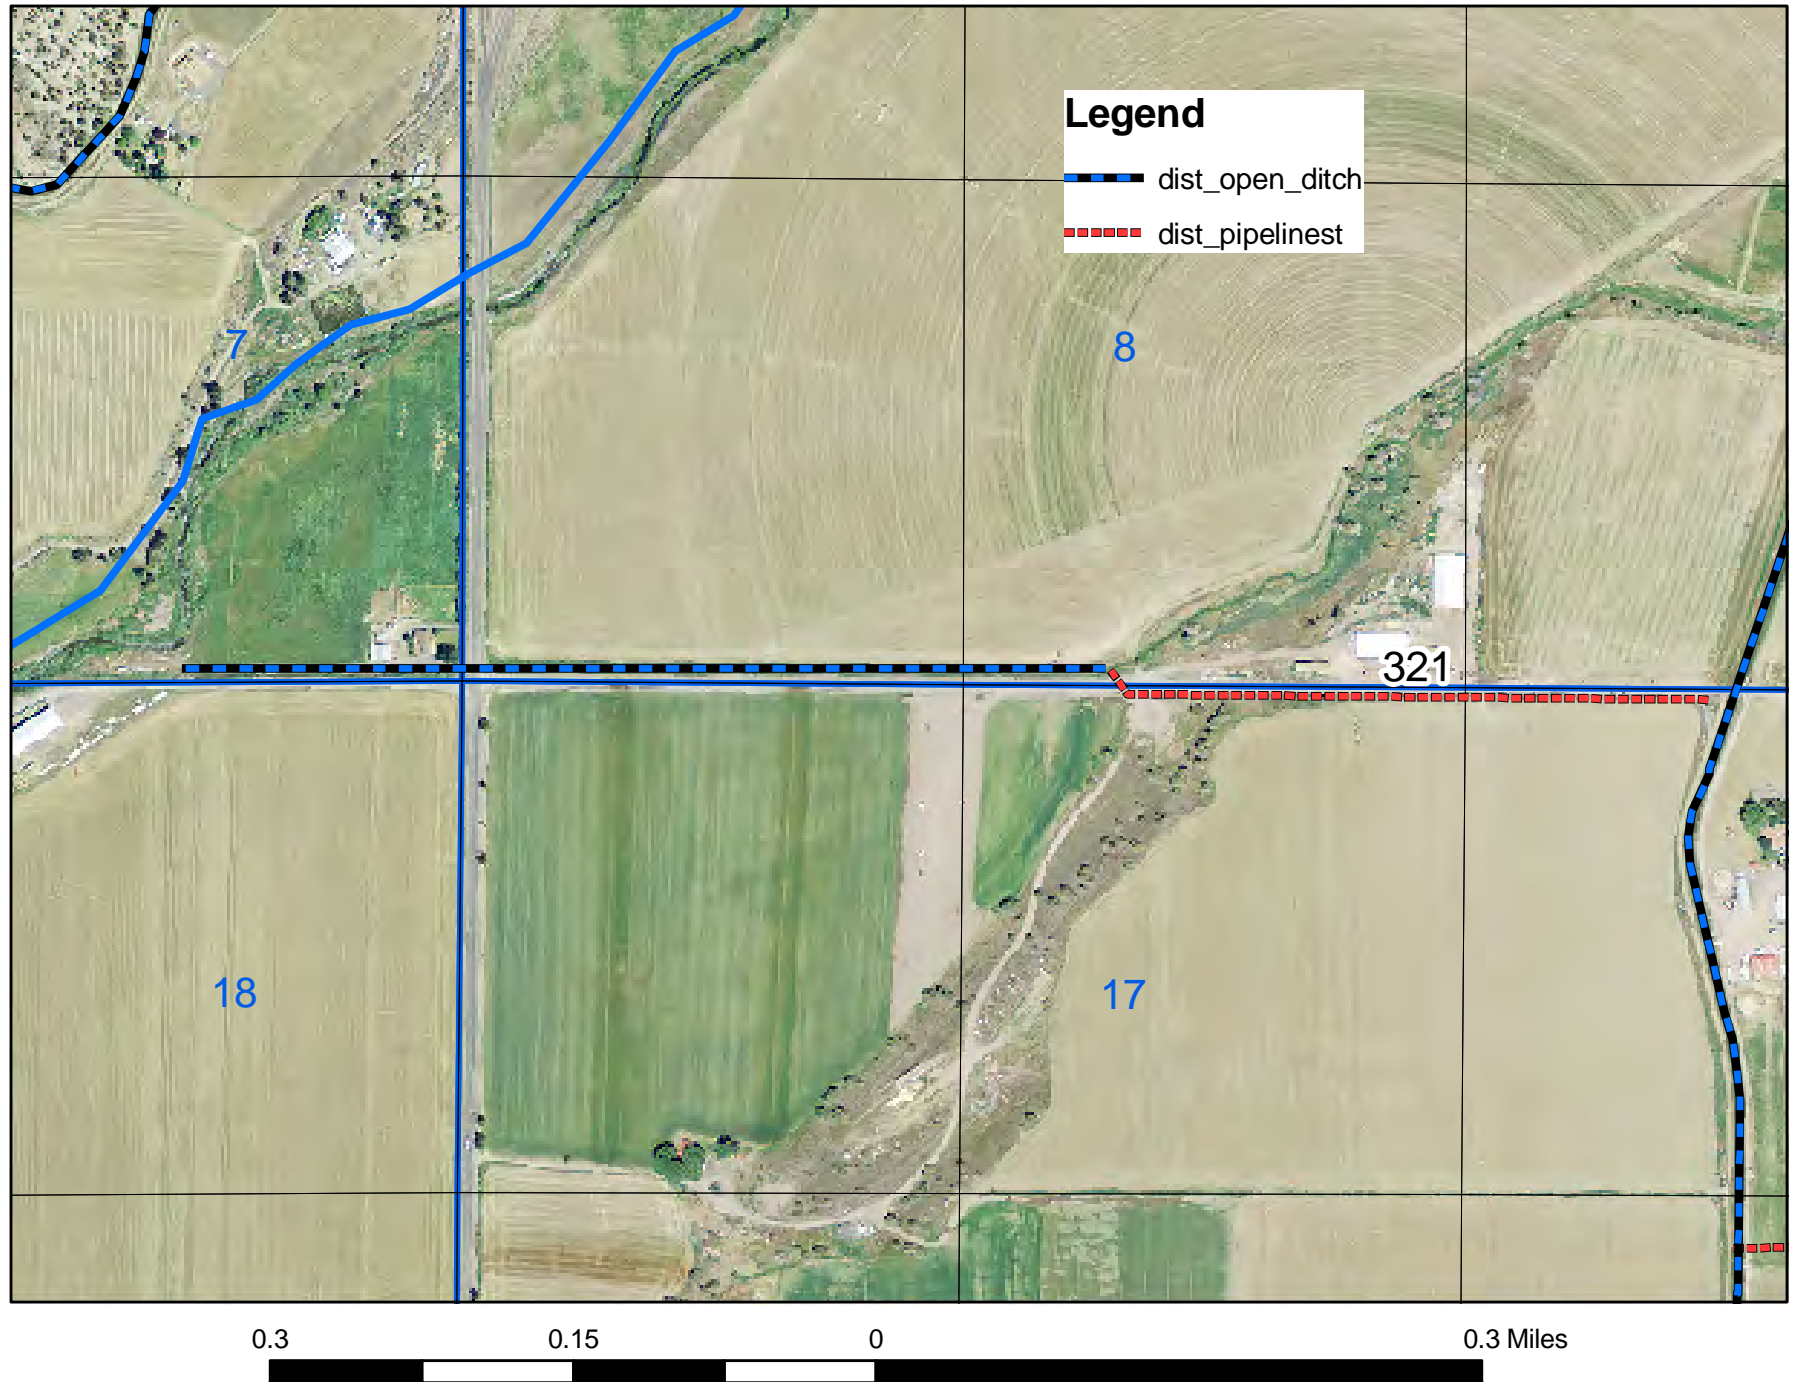 Legend
dist_open_ditch
dist_pipelinest
7
8
321
18
17
0.3 0.15 0 0.3 Miles